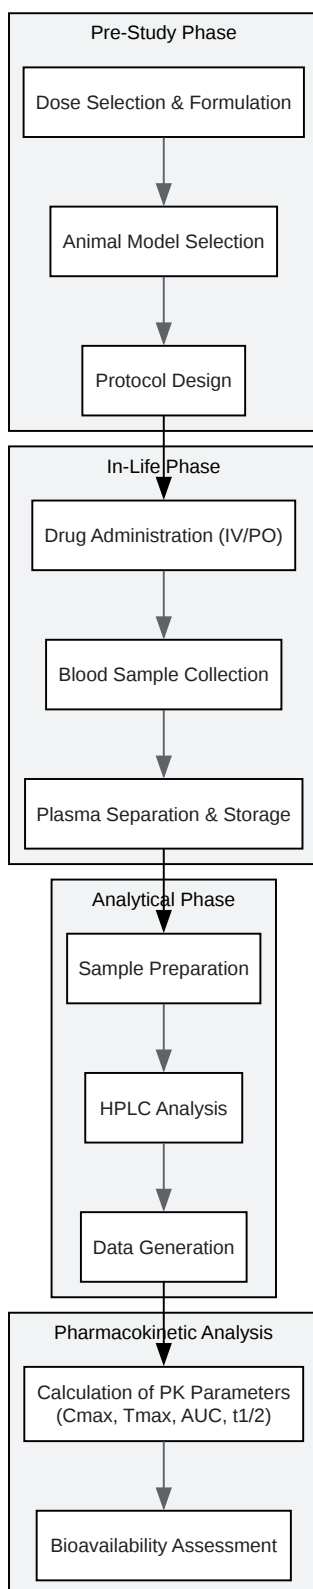 Pre-Study Phase
Dose Selection & Formulation
Animal Model Selection
Protocol Design
In-Life Phase
Drug Administration (IV/PO)
Blood Sample Collection
Plasma Separation & Storage
Analytical Phase
Sample Preparation
HPLC Analysis
Data Generation
Pharmacokinetic Analysis
Calculation of PK Parameters
(Cmax, Tmax, AUC, t1/2)
Bioavailability Assessment